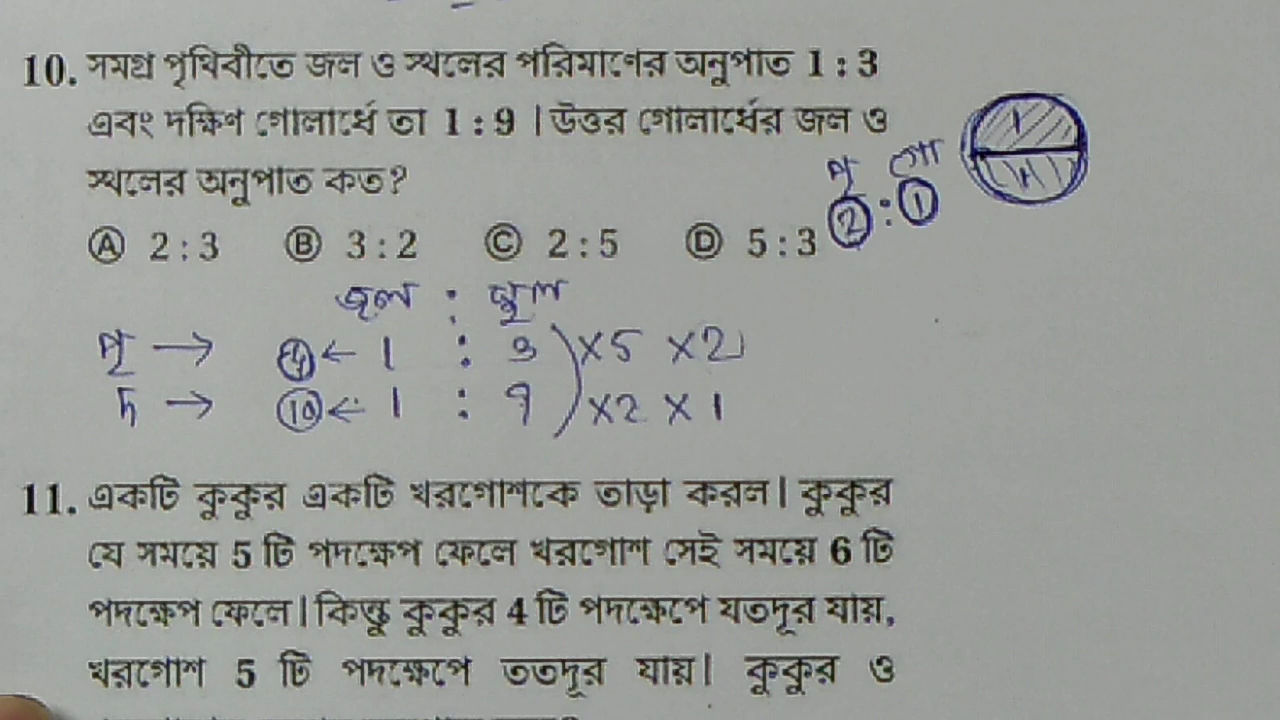 10. সমগ্র পৃথিবীতে জল ও স্থলের পরিমাণের অনুপাত 1 : 3
এবং দক্ষিণ গোলার্ধে তা 1 : 9 । উত্তর গোলার্ধের জল ও
স্থলের অনুপাত কত?
পৃ গো
2 : 1
Ⓐ 2 : 3 Ⓑ 3 : 2 Ⓒ 2 : 5 Ⓓ 5 : 3
জল : স্থল
পৃ → 4 ← 1 : 3 ) ×5 ×2
দ → 10 ← 1 : 9 ) ×2 ×1
11. একটি কুকুর একটি খরগোশকে তাড়া করল। কুকুর
যে সময়ে 5 টি পদক্ষেপ ফেলে খরগোশ সেই সময়ে 6 টি
পদক্ষেপ ফেলে। কিন্তু কুকুর 4 টি পদক্ষেপে যতদূর যায়,
খরগোশ 5 টি পদক্ষেপে ততদূর যায়। কুকুর ও